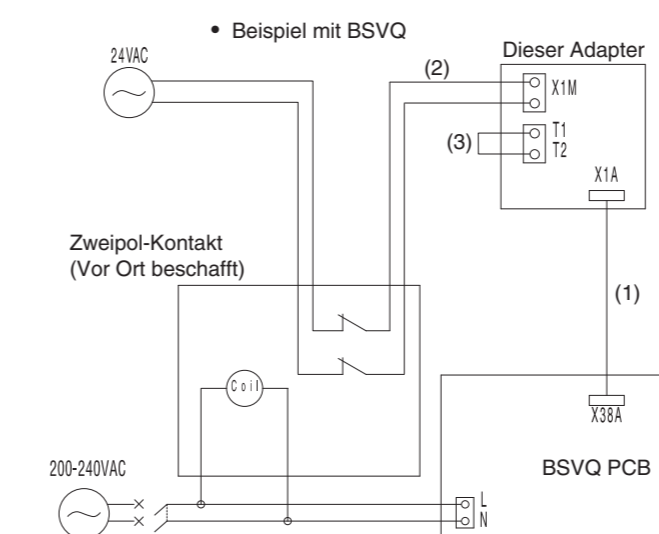 • Beispiel mit BSVQ
24VAC
Dieser Adapter
(2)
X1M
(3)
T1
T2
X1A
Zweipol-Kontakt
(Vor Ort beschafft)
(1)
Coil
X38A
200-240VAC
BSVQ PCB
L
N